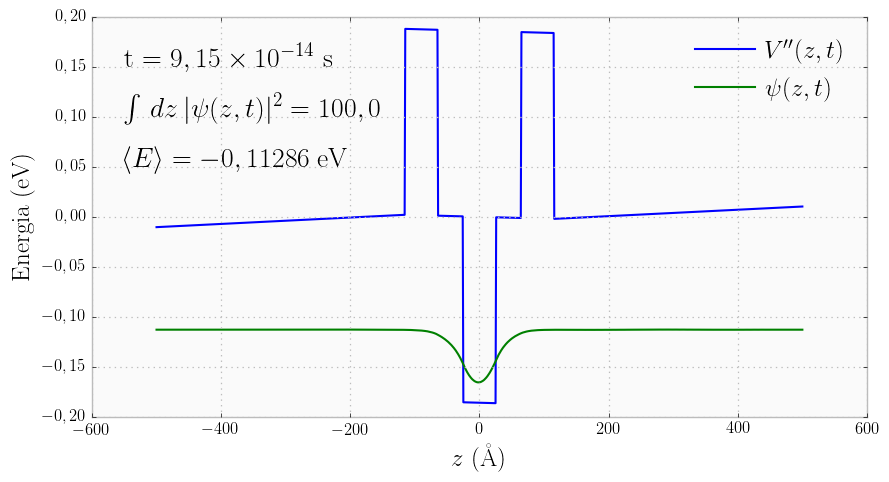 t = 9, 15 × 10⁻¹⁴ s
∫ dz |ψ(z, t)|² = 100, 0
⟨E⟩ = −0, 11286 eV
V″(z, t)
ψ(z, t)
Energia (eV)
0, 20
0, 15
0, 10
0, 05
0, 00
−0, 05
−0, 10
−0, 15
−0, 20
−600 −400 −200 0 200 400 600
z (Å)